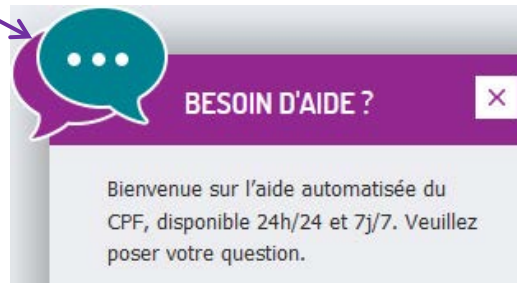 BESOIN D'AIDE ?
Bienvenue sur l'aide automatisée du
CPF, disponible 24h/24 et 7j/7. Veuillez
poser votre question.